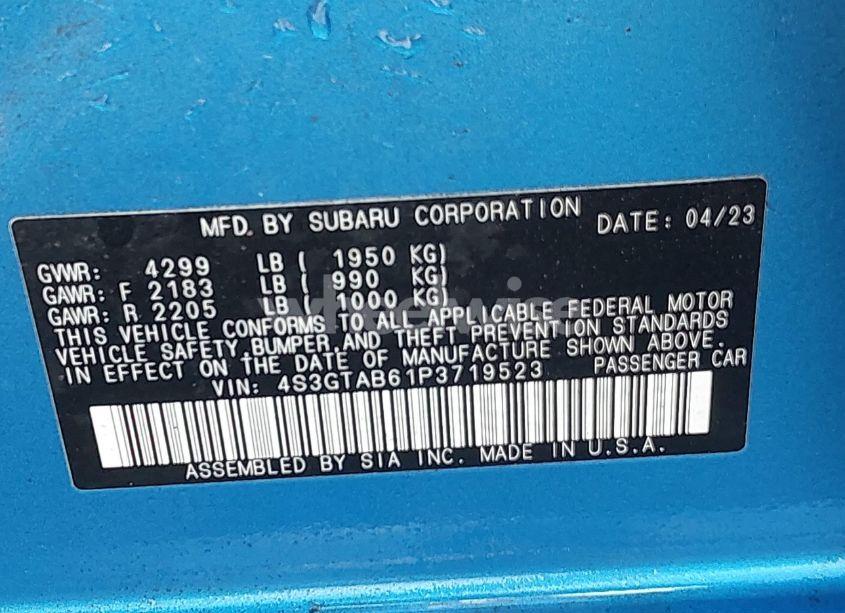 MFD. BY SUBARU CORPORATION DATE: 04/23
GVWR: 4299 LB ( 1950 KG)
GAWR: F 2183 LB ( 990 KG)
GAWR: R 2205 LB ( 1000 KG)
THIS VEHICLE CONFORMS TO ALL APPLICABLE FEDERAL MOTOR
VEHICLE SAFETY, BUMPER, AND THEFT PREVENTION STANDARDS
IN EFFECT ON THE DATE OF MANUFACTURE SHOWN ABOVE.
VIN: 4S3GTAB61P3719523 PASSENGER CAR
ASSEMBLED BY SIA INC. MADE IN U.S.A.